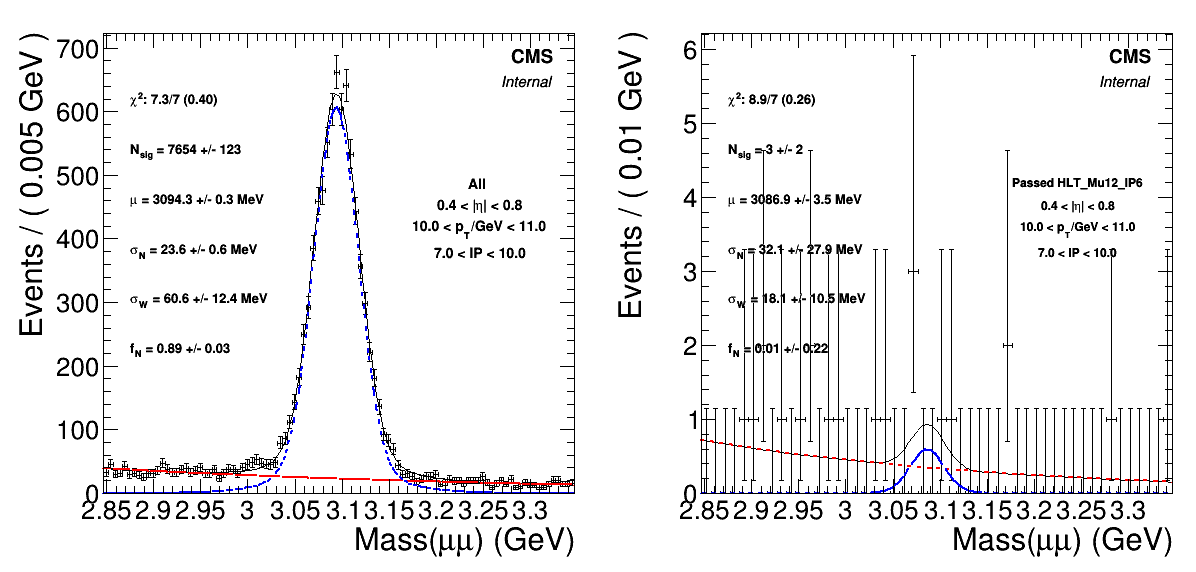 Events / ( 0.005 GeV )
700
600
500
400
300
200
100
0
CMS
Internal
χ²: 7.3/7 (0.40)
N_sig = 7654 +/- 123
μ = 3094.3 +/- 0.3 MeV
σ_N = 23.6 +/- 0.6 MeV
σ_W = 60.6 +/- 12.4 MeV
f_N = 0.89 +/- 0.03
All
0.4 < |η| < 0.8
10.0 < p_T/GeV < 11.0
7.0 < IP < 10.0
2.85 2.9 2.95 3 3.05 3.1 3.15 3.2 3.25 3.3
Mass(μμ) (GeV)
Events / ( 0.01 GeV )
6
5
4
3
2
1
0
CMS
Internal
χ²: 8.9/7 (0.26)
N_sig = -3 +/- 2
μ = 3086.9 +/- 3.5 MeV
σ_N = 32.1 +/- 27.9 MeV
σ_W = 18.1 +/- 10.5 MeV
f_N = 0.01 +/- 0.22
Passed HLT_Mu12_IP6
0.4 < |η| < 0.8
10.0 < p_T/GeV < 11.0
7.0 < IP < 10.0
2.85 2.9 2.95 3 3.05 3.1 3.15 3.2 3.25 3.3
Mass(μμ) (GeV)